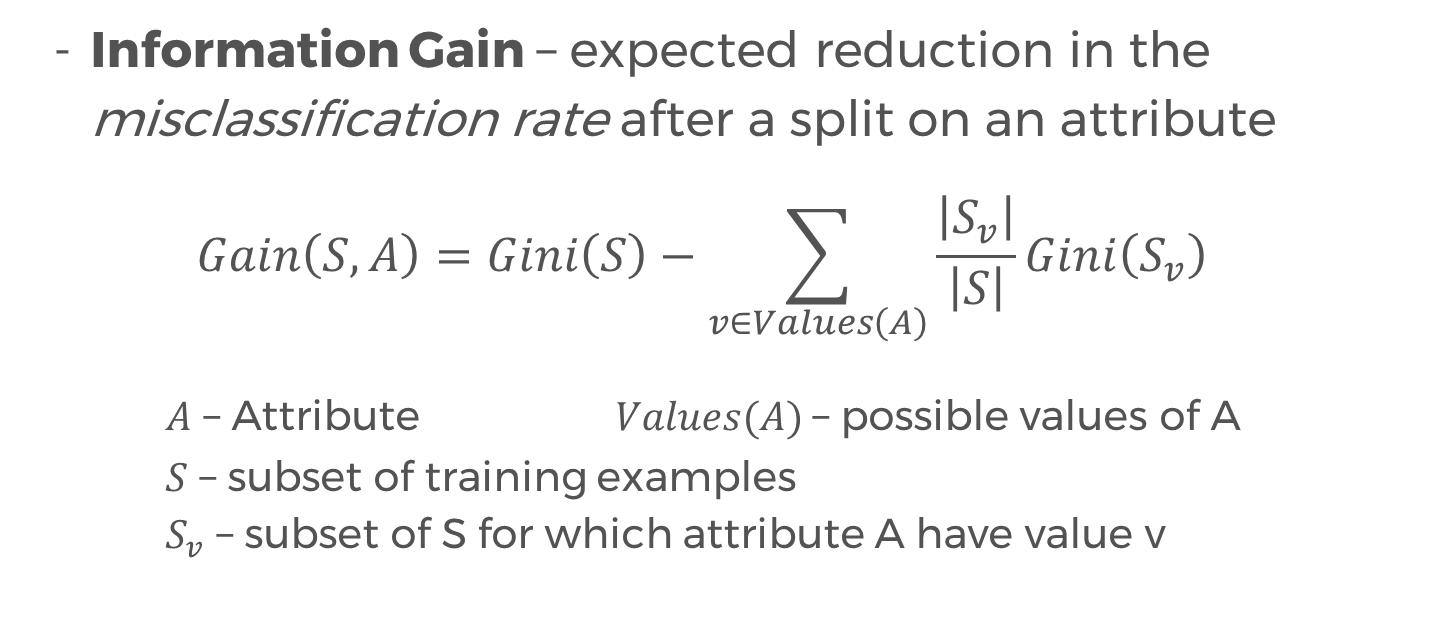 - Information Gain – expected reduction in the
misclassification rate after a split on an attribute
Gain(S, A) = Gini(S) − ∑_{v∈Values(A)} |S_v|/|S| Gini(S_v)
A – Attribute Values(A) – possible values of A
S – subset of training examples
S_v – subset of S for which attribute A have value v